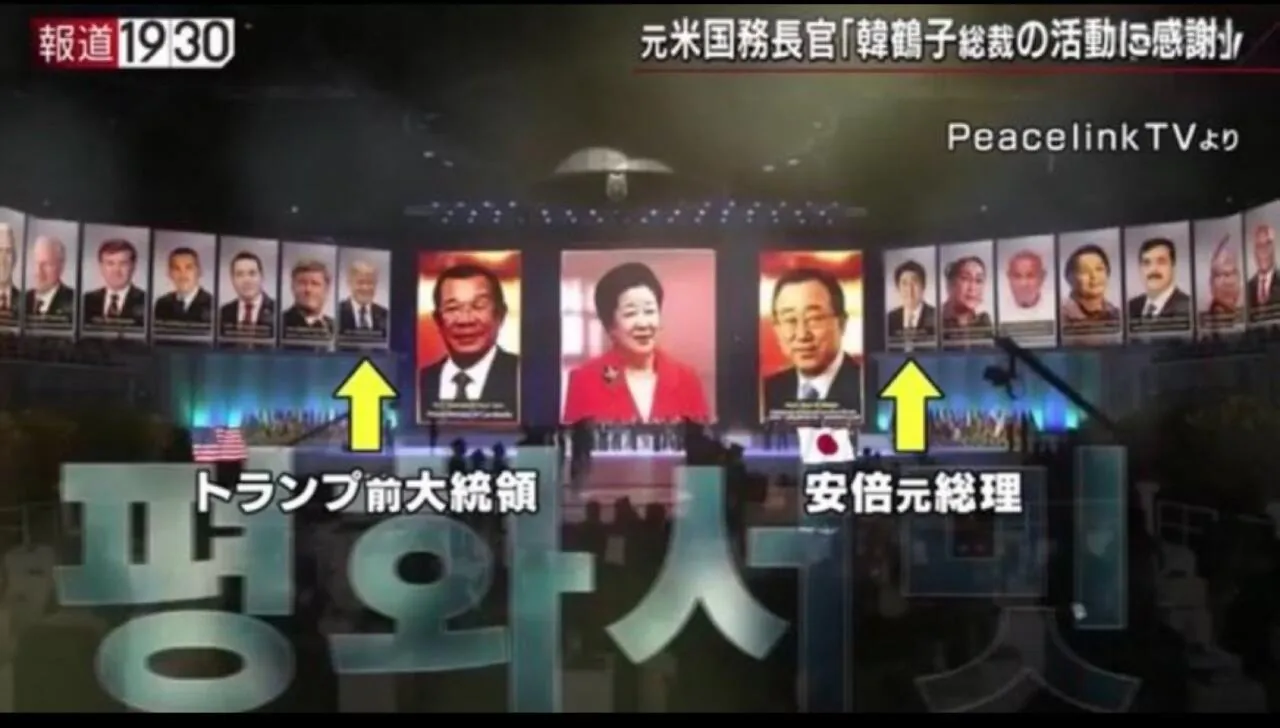 報道1930
元米国務長官「韓鶴子総裁の活動に感謝」
PeacelinkTVより
トランプ前大統領
安倍元総理
평화서밋